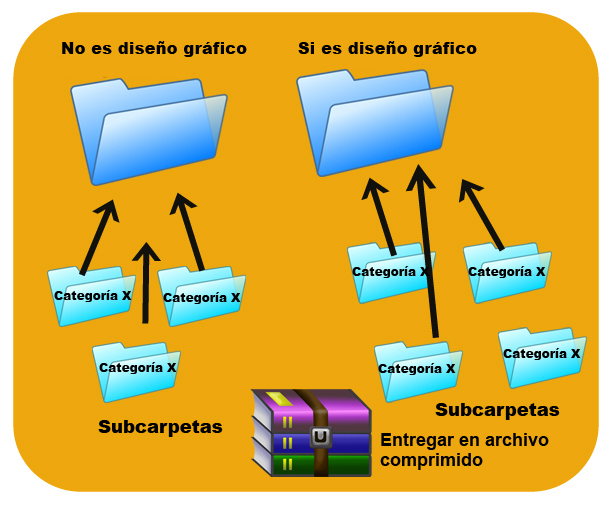 No es diseño gráfico
Si es diseño gráfico
Categoría X
Categoría X
Categoría X
Subcarpetas
Categoría X
Categoría X
Categoría X
Categoría X
Subcarpetas
Entregar en archivo
comprimido
U